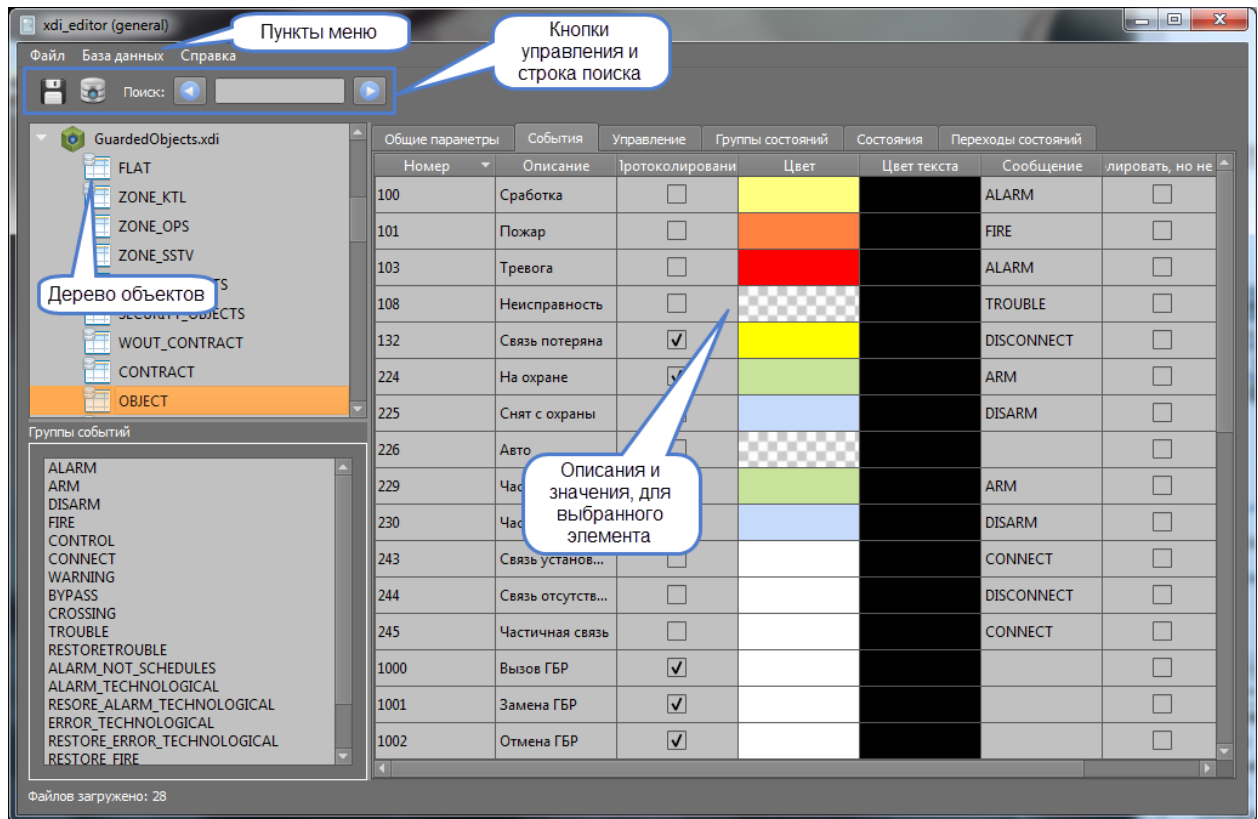 xdi_editor (general)
Пункты меню
Кнопки
управления и
строка поиска
Файл База данных Справка
Поиск:
GuardedObjects.xdi
FLAT
ZONE_KTL
ZONE_OPS
ZONE_SSTV
Дерево объектов
SECURITY_OBJECTS
WOUT_CONTRACT
CONTRACT
OBJECT
Группы событий
ALARM
ARM
DISARM
FIRE
CONTROL
CONNECT
WARNING
BYPASS
CROSSING
TROUBLE
RESTORETROUBLE
ALARM_NOT_SCHEDULES
ALARM_TECHNOLOGICAL
RESORE_ALARM_TECHNOLOGICAL
ERROR_TECHNOLOGICAL
RESTORE_ERROR_TECHNOLOGICAL
RESTORE FIRE
Общие параметры События Управление Группы состояний Состояния Переходы состояний
Номер Описание Протоколировани Цвет Цвет текста Сообщение лировать, но не
100 Сработка ALARM
101 Пожар FIRE
103 Тревога ALARM
108 Неисправность TROUBLE
132 Связь потеряна DISCONNECT
224 На охране ARM
225 Снят с охраны DISARM
226 Авто
229 Час ARM
230 Час DISARM
Описания и
значения, для
выбранного
элемента
243 Связь установ... CONNECT
244 Связь отсутств... DISCONNECT
245 Частичная связь CONNECT
1000 Вызов ГБР
1001 Замена ГБР
1002 Отмена ГБР
Файлов загружено: 28